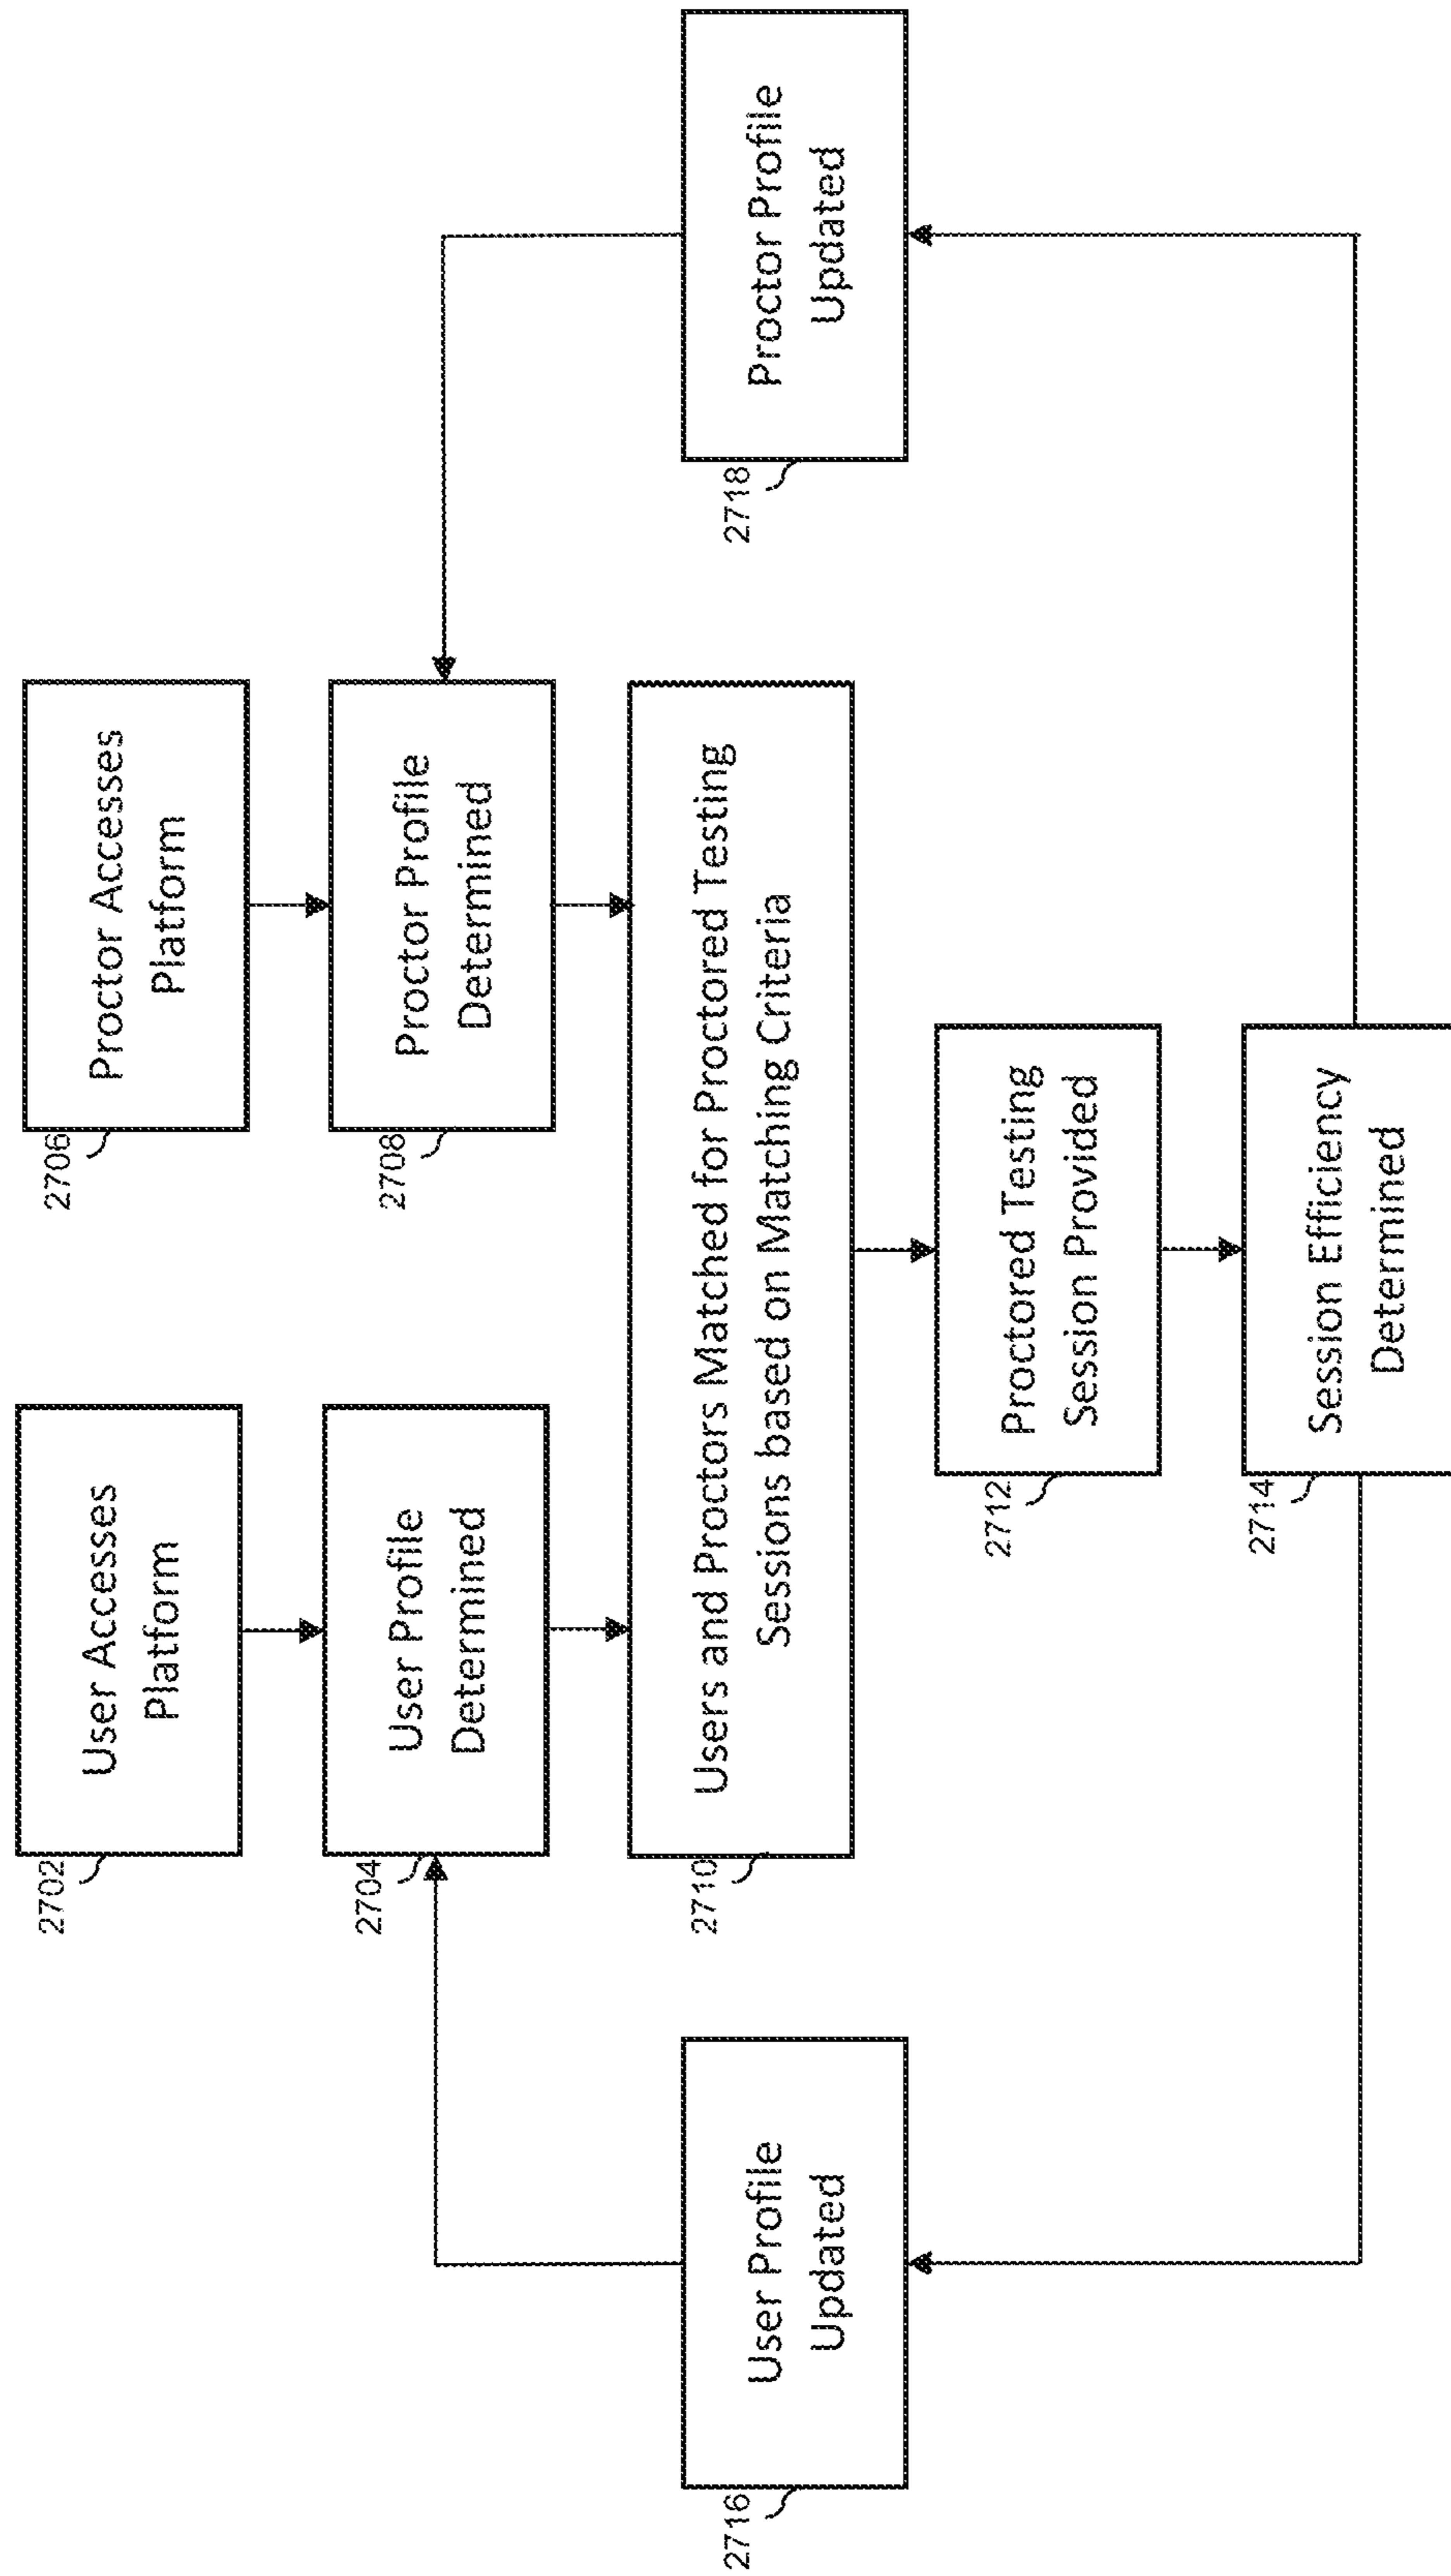 2702
User Accesses
Platform
2706
Proctor Accesses
Platform
2704
User Profile
Determined
2708
Proctor Profile
Determined
2710
Users and Proctors Matched for Proctored Testing
Sessions based on Matching Criteria
2716
User Profile
Updated
2718
Proctor Profile
Updated
2712
Proctored Testing
Session Provided
2714
Session Efficiency
Determined